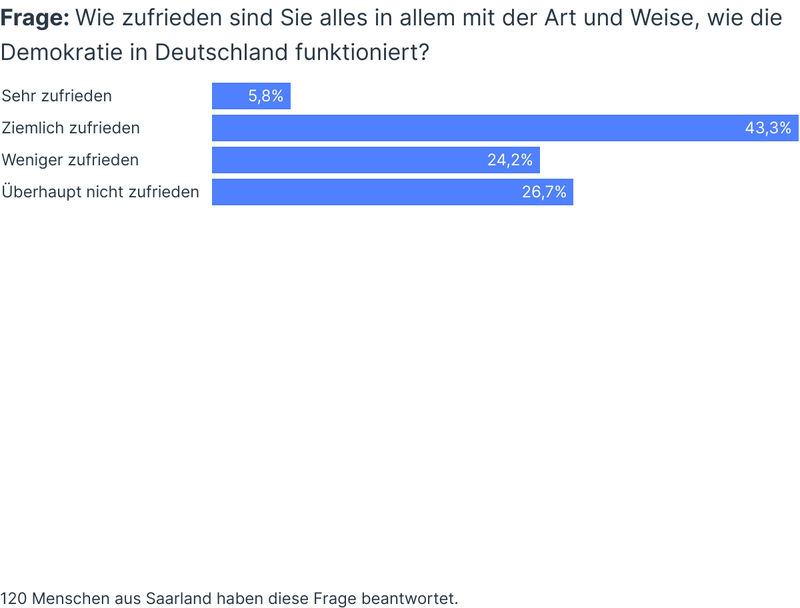 Frage: Wie zufrieden sind Sie alles in allem mit der Art und Weise, wie die
Demokratie in Deutschland funktioniert?
Sehr zufrieden 5,8%
Ziemlich zufrieden 43,3%
Weniger zufrieden 24,2%
Überhaupt nicht zufrieden 26,7%
120 Menschen aus Saarland haben diese Frage beantwortet.